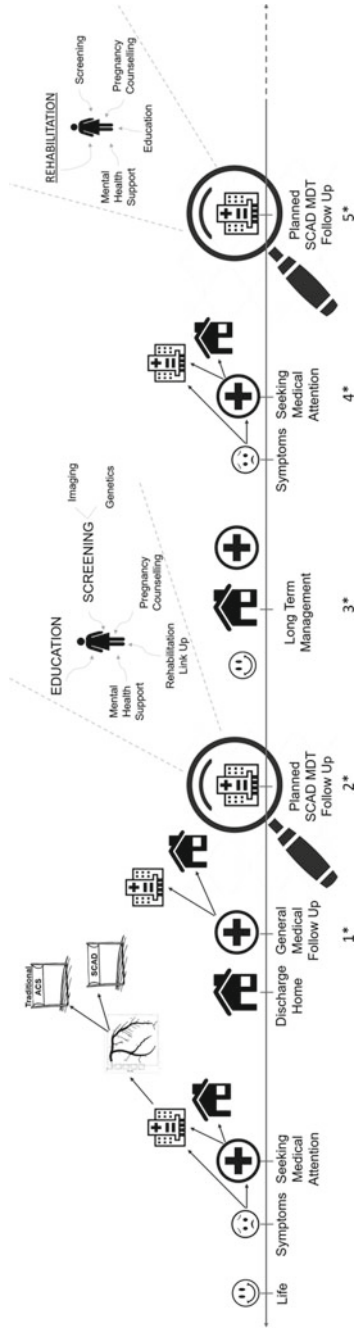 Traditional
ACS
SCAD
Life
Symptoms
Seeking
Medical
Attention
Discharge
Home
General Medical
Follow Up
1*
Planned
SCAD MDT
Follow Up
2*
EDUCATION
SCREENING
Imaging
Genetics
Mental
Health
Support
Pregnancy
Counselling
Rehabilitation
Link Up
Long Term
Management
3*
Symptoms
Seeking
Medical
Attention
4*
Planned
SCAD MDT
Follow Up
5*
REHABILITATION
Screening
Pregnancy
Counselling
Mental
Health
Support
Education